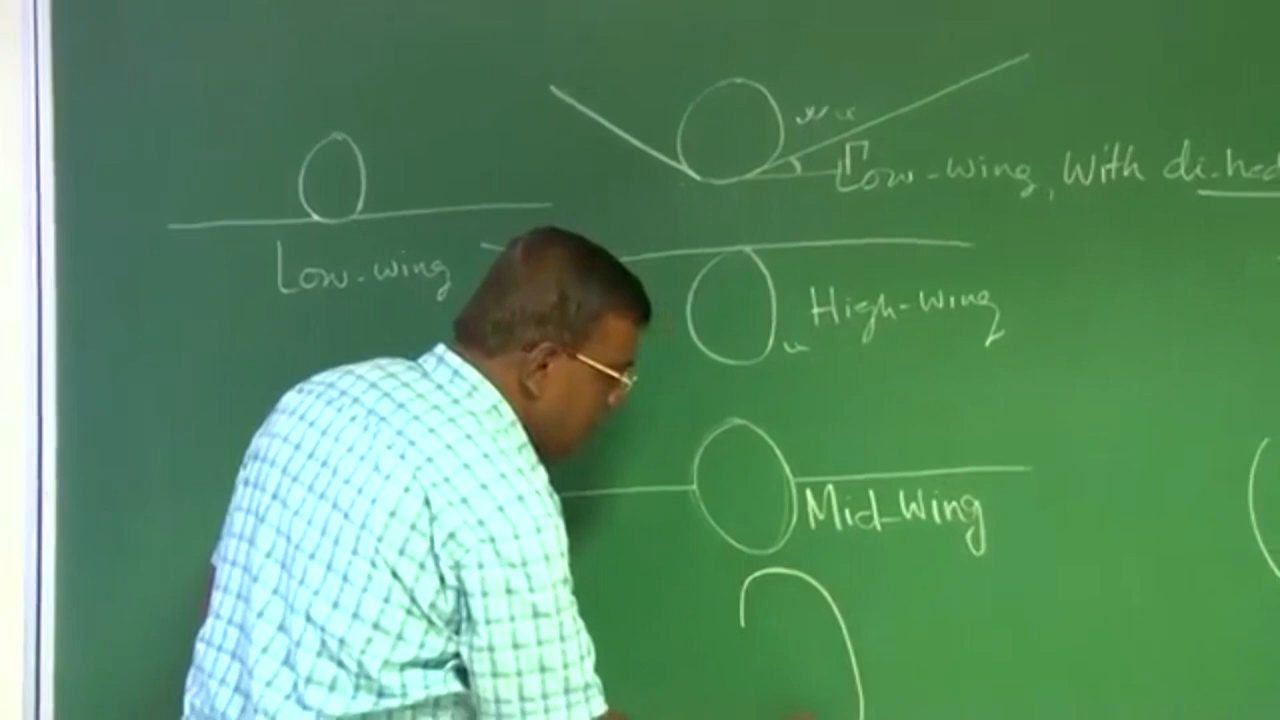 Low-wing
Γ
Low-wing, With di-hed
High-wing
Mid-Wing